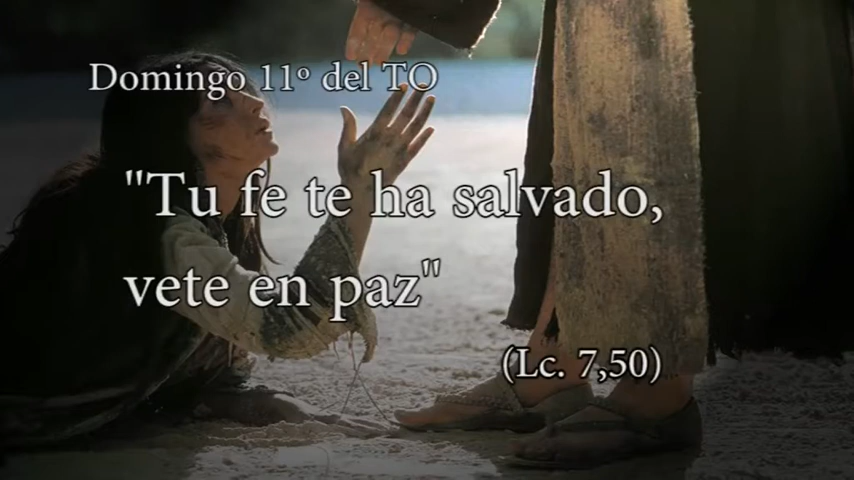 Domingo 11º del TO
"Tu fe te ha salvado,
vete en paz"
(Lc. 7,50)